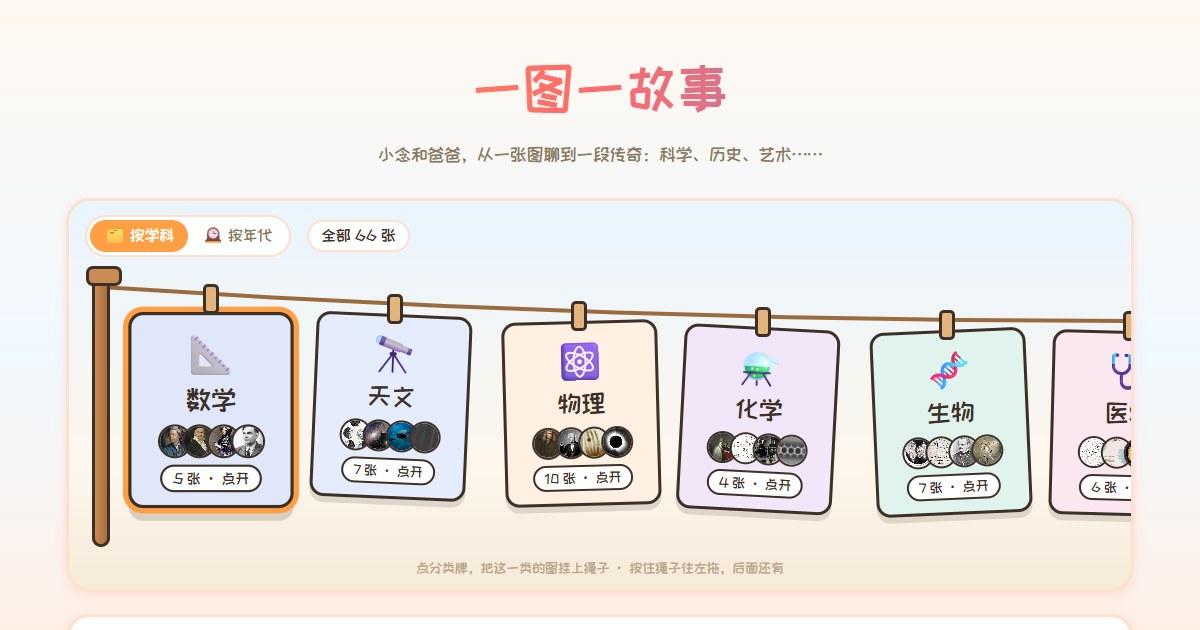 一图一故事
小念和爸爸，从一张图聊到一段传奇：科学、历史、艺术……
按学科
按年代
全部 66 张
数学
5 张 · 点开
天文
7 张 · 点开
物理
10 张 · 点开
化学
4 张 · 点开
生物
7 张 · 点开
医
6 张 ·
点分类牌，把这一类的图挂上绳子 · 按住绳子往左拖，后面还有